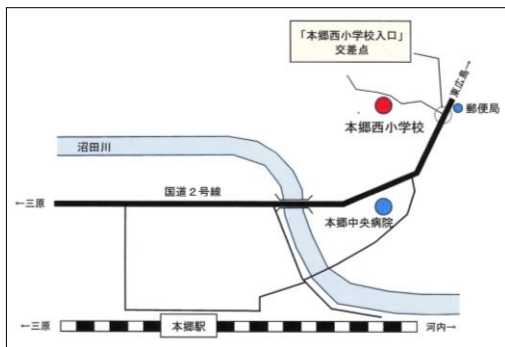 「本郷西小学校入口」
交差点
東広島→
郵便局
本郷西小学校
沼田川
国道2号線
←三原
本郷中央病院
←三原
本郷駅
河内→